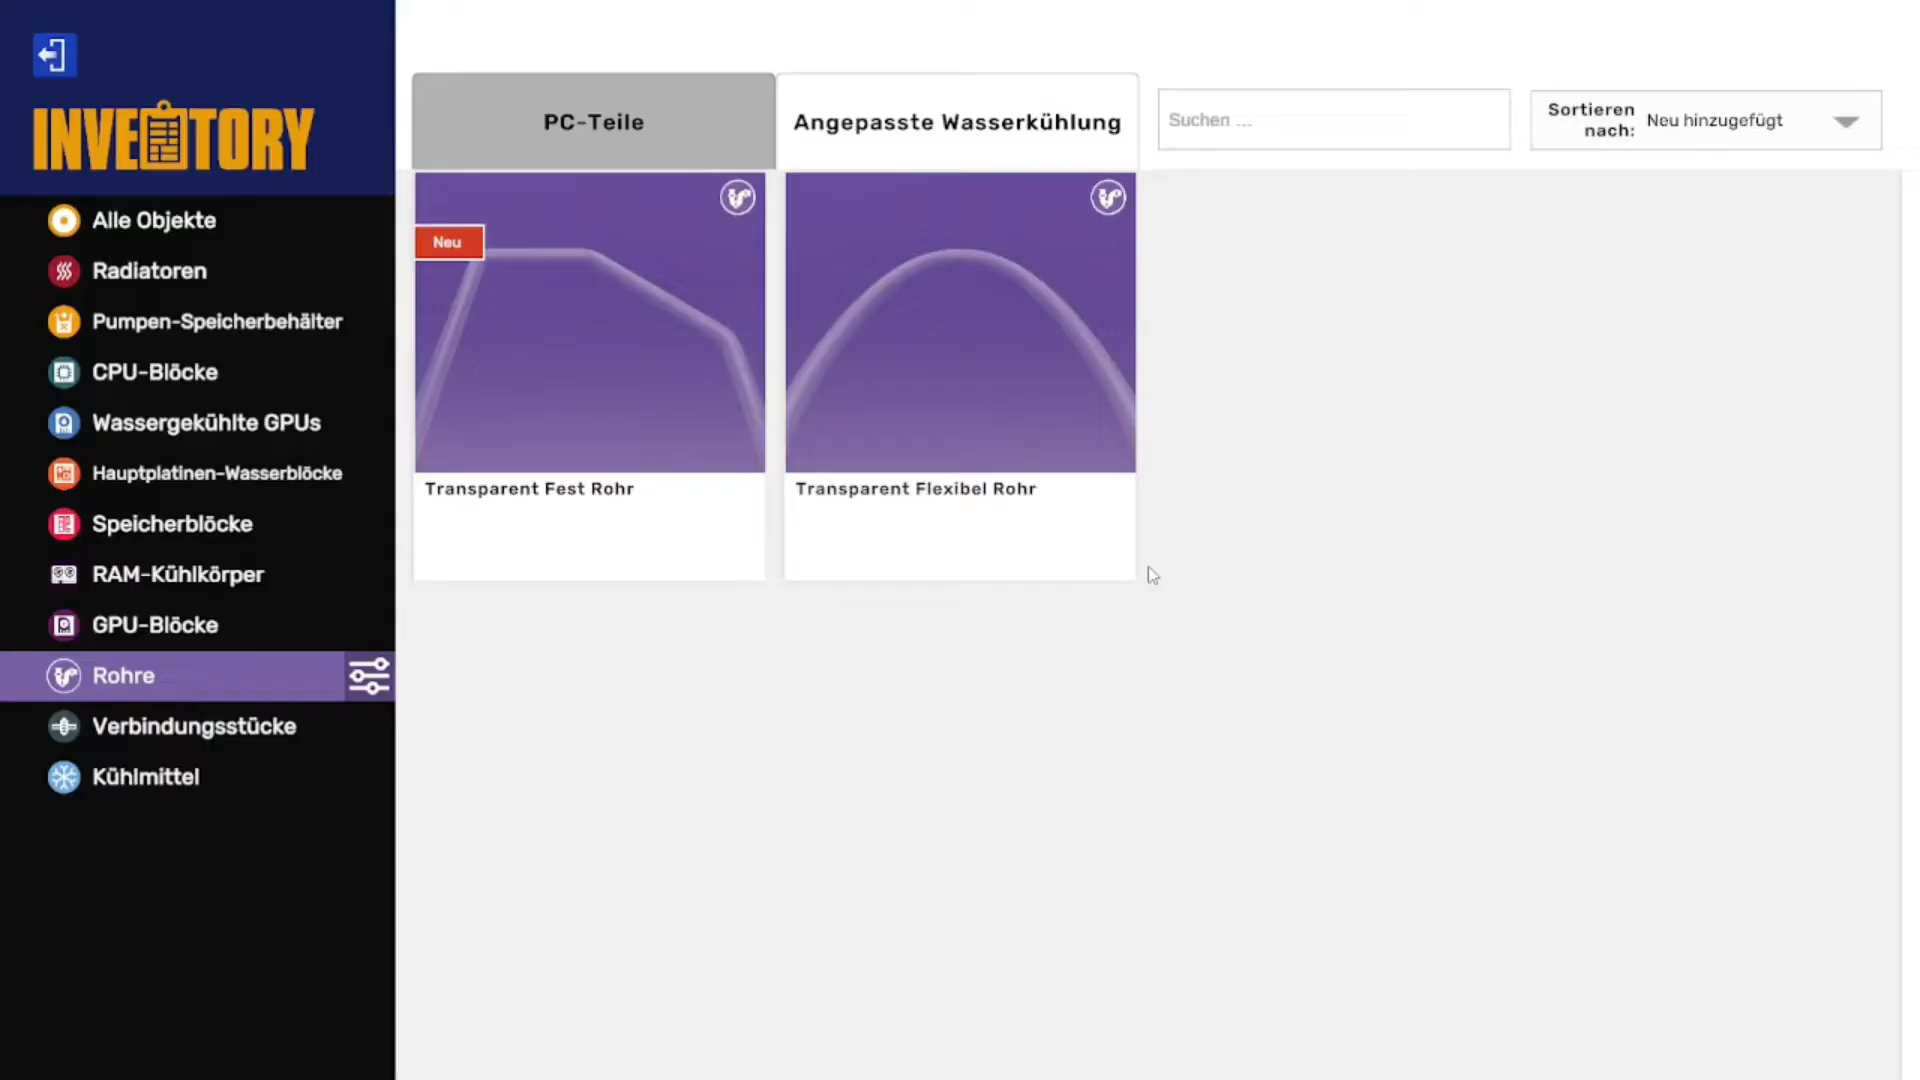 INVENTORY
Alle Objekte
Radiatoren
Pumpen-Speicherbehälter
CPU-Blöcke
Wassergekühlte GPUs
Hauptplatinen-Wasserblöcke
Speicherblöcke
RAM-Kühlkörper
GPU-Blöcke
Rohre
Verbindungsstücke
Kühlmittel
PC-Teile
Angepasste Wasserkühlung
Suchen ...
Sortieren
nach:
Neu hinzugefügt
Neu
Transparent Fest Rohr
Transparent Flexibel Rohr